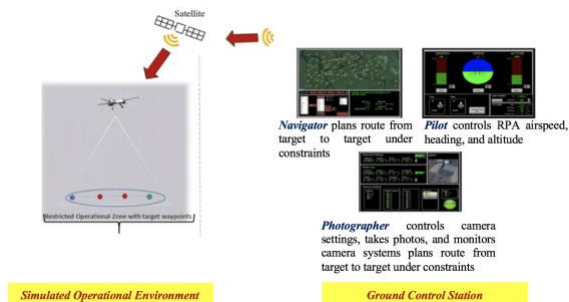 Satellite
Navigator plans route from
target to target under
constraints
Pilot controls RPA airspeed,
heading, and altitude
Restricted Operational Zone with target waypoints
Photographer controls camera
settings, takes photos, and monitors
camera systems plans route from
target to target under constraints
Simulated Operational Environment
Ground Control Station